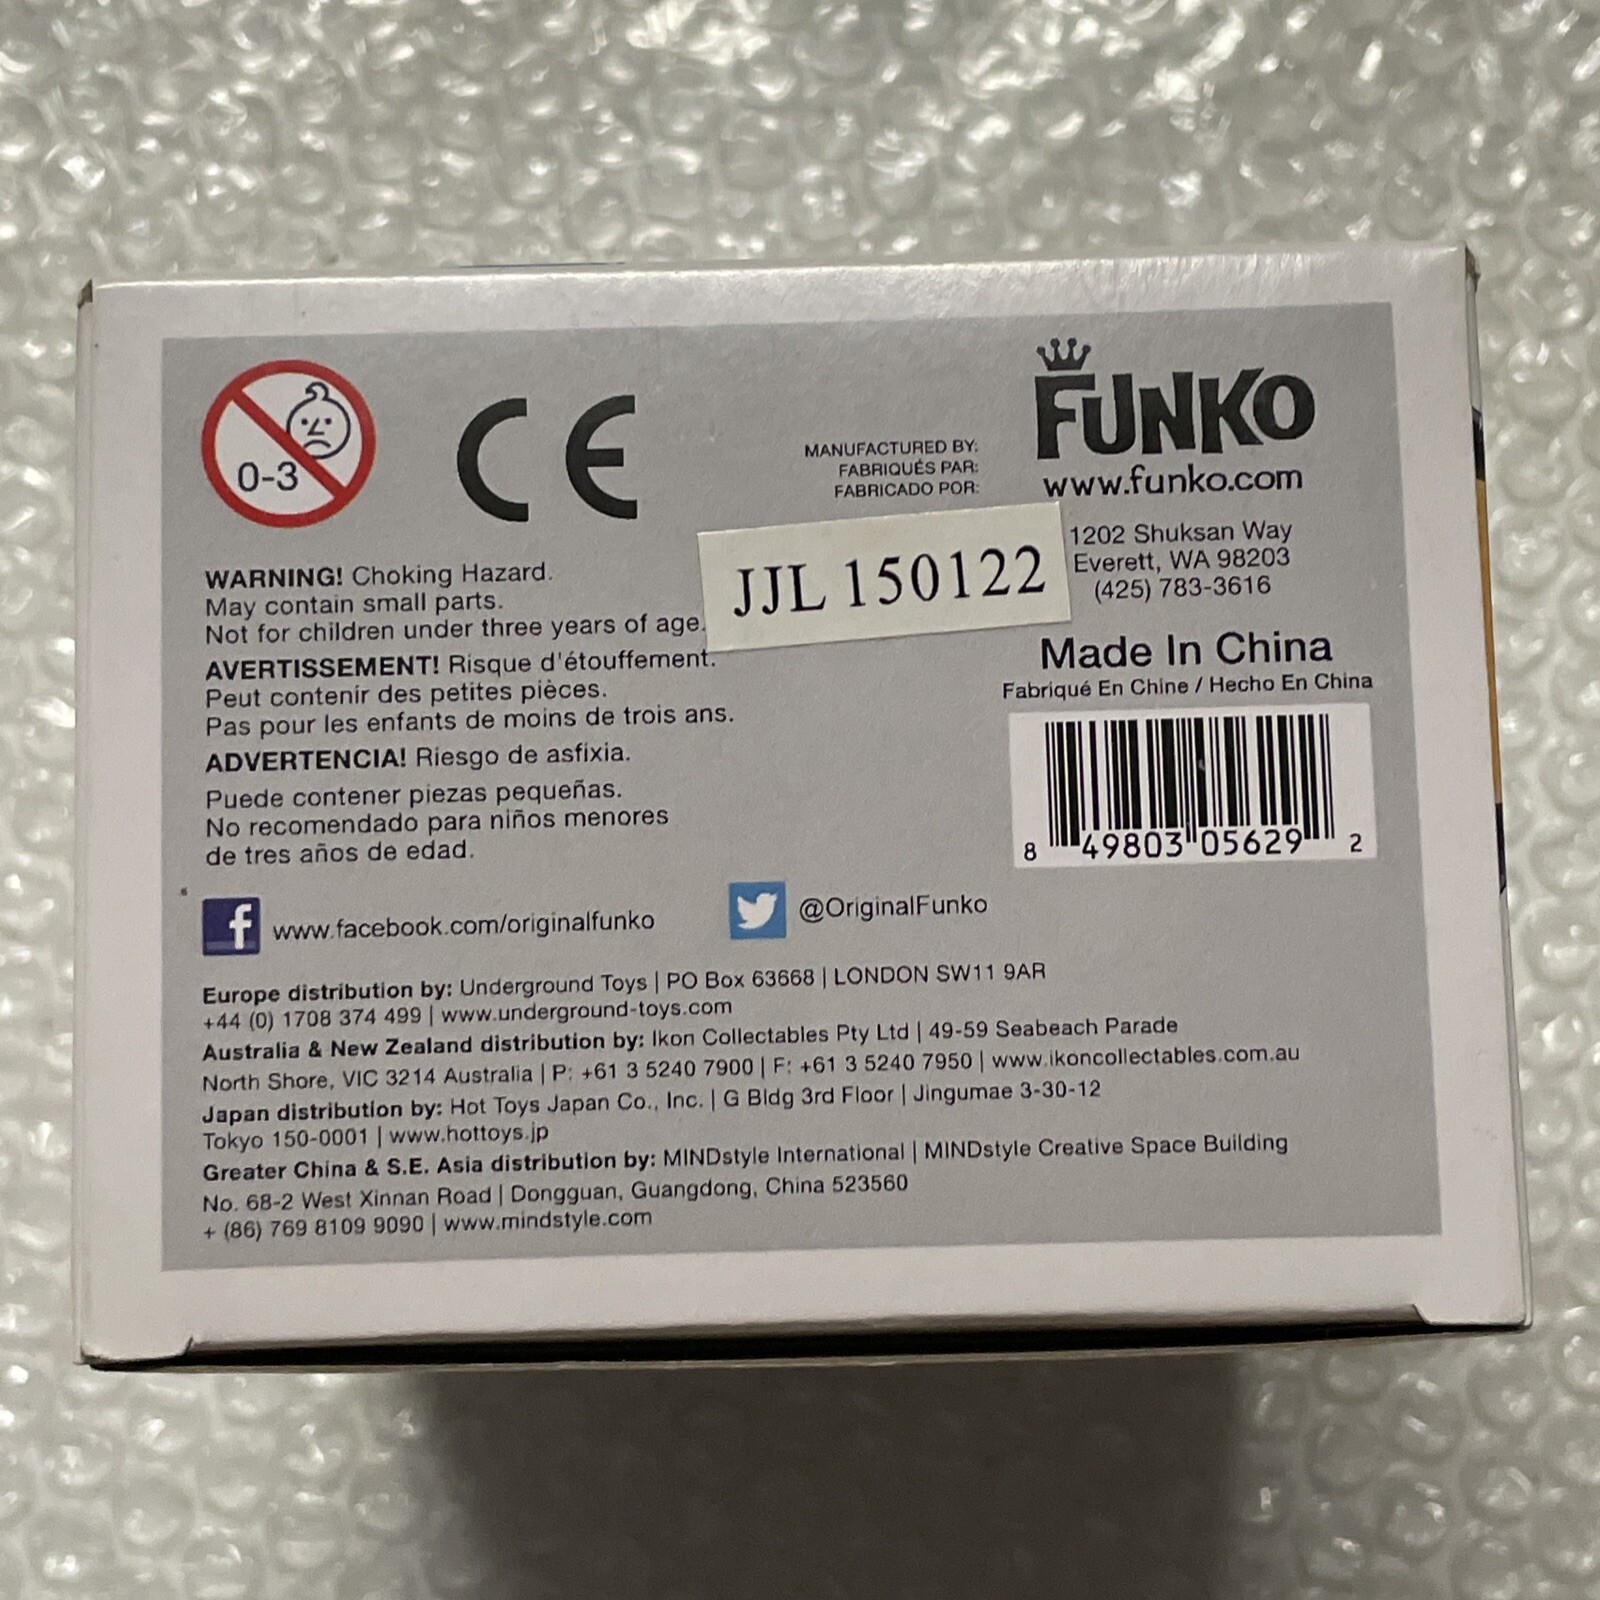 0-3
CE
MANUFACTURED BY:
FABRIQUÉS PAR:
FABRICADO POR:
FUNKO
www.funko.com
1202 Shuksan Way
Everett, WA 98203
(425) 783-3616
JJL 150122
WARNING! Choking Hazard.
May contain small parts.
Not for children under three years of age.
AVERTISSEMENT! Risque d'étouffement.
Peut contenir des petites pièces.
Pas pour les enfants de moins de trois ans.
ADVERTENCIA! Riesgo de asfixia.
Puede contener piezas pequeñas.
No recomendado para niños menores
de tres años de edad.
Made In China
Fabriqué En Chine / Hecho En China
8 49803 05629 2
f www.facebook.com/originalfunko
@OriginalFunko
Europe distribution by: Underground Toys | PO Box 63668 | LONDON SW11 9AR
+44 (0) 1708 374 499 | www.underground-toys.com
Australia & New Zealand distribution by: Ikon Collectables Pty Ltd | 49-59 Seabeach Parade
North Shore, VIC 3214 Australia | P: +61 3 5240 7900 | F: +61 3 5240 7950 | www.ikoncollectables.com.au
Japan distribution by: Hot Toys Japan Co., Inc. | G Bldg 3rd Floor | Jingumae 3-30-12
Tokyo 150-0001 | www.hottoys.jp
Greater China & S.E. Asia distribution by: MINDstyle International | MINDstyle Creative Space Building
No. 68-2 West Xinnan Road | Dongguan, Guangdong, China 523560
+ (86) 769 8109 9090 | www.mindstyle.com